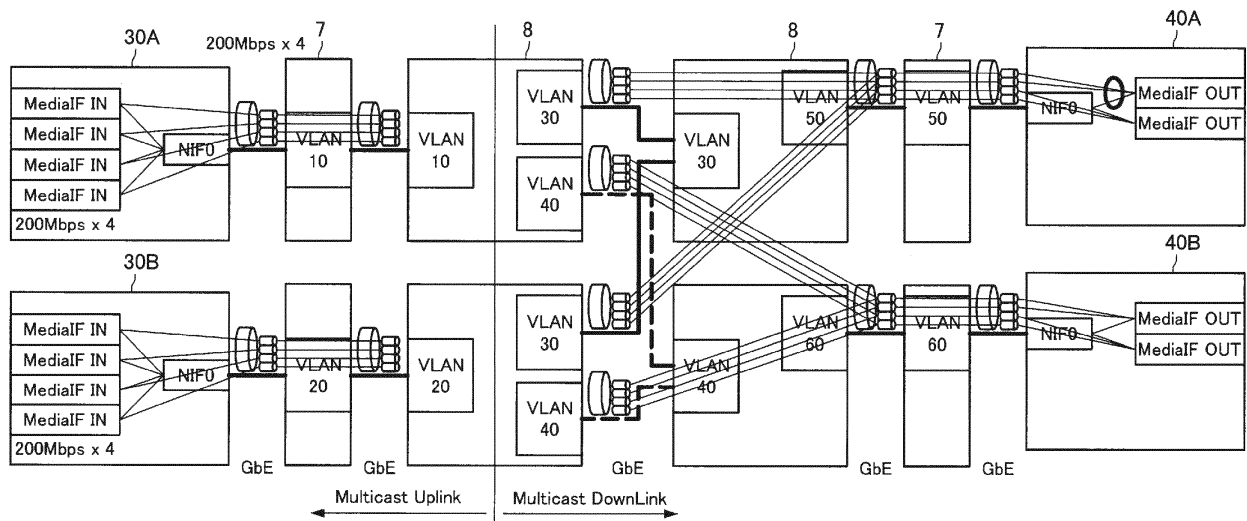 30A
200Mbps x 4
7
8
8
7
40A
MediaIF IN
MediaIF IN
MediaIF IN
MediaIF IN
NIF0
200Mbps x 4
VLAN
10
VLAN
10
VLAN
30
VLAN
40
VLAN
30
VLAN
50
VLAN
50
NIF0
MediaIF OUT
MediaIF OUT
30B
40B
MediaIF IN
MediaIF IN
MediaIF IN
MediaIF IN
NIF0
200Mbps x 4
VLAN
20
VLAN
20
VLAN
30
VLAN
40
VLAN
40
VLAN
60
VLAN
60
NIF0
MediaIF OUT
MediaIF OUT
GbE
GbE
GbE
GbE
GbE
Multicast Uplink
Multicast DownLink